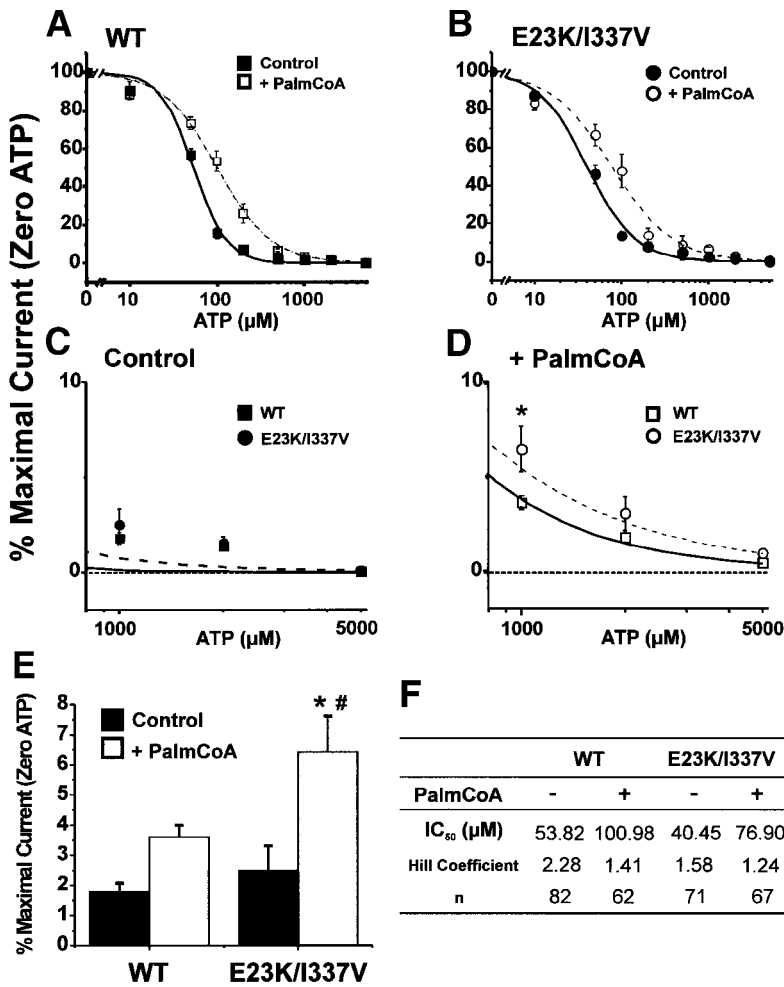 A
WT
Control
+ PalmCoA
100
80
60
40
20
0
0 10 100 1000
ATP (µM)
B
E23K/I337V
Control
+ PalmCoA
100
80
60
40
20
0
0 10 100 1000
ATP (µM)
% Maximal Current (Zero ATP)
C
Control
WT
E23K/I337V
10
0
1000 5000
ATP (µM)
D
+ PalmCoA
*
WT
E23K/I337V
10
0
1000 5000
ATP (µM)
E
% Maximal Current (Zero ATP)
8
7
6
5
4
3
2
1
0
Control
+ PalmCoA
* #
WT E23K/I337V
F
WT E23K/I337V
PalmCoA - + - +
IC₅₀ (µM) 53.82 100.98 40.45 76.90
Hill Coefficient 2.28 1.41 1.58 1.24
n 82 62 71 67